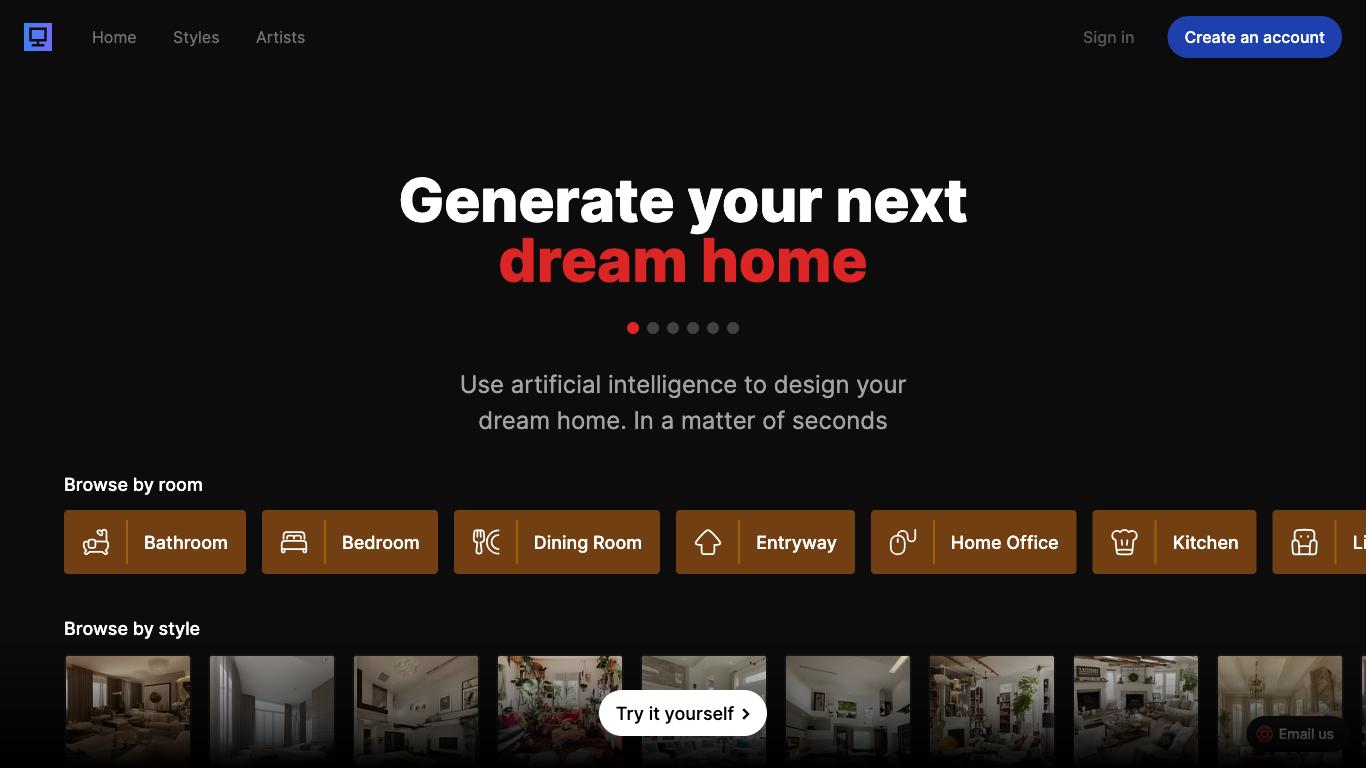 Home
Styles
Artists
Sign in
Create an account
Generate your next
dream home
Use artificial intelligence to design your
dream home. In a matter of seconds
Browse by room
Bathroom
Bedroom
Dining Room
Entryway
Home Office
Kitchen
Li
Browse by style
Try it yourself
Email us